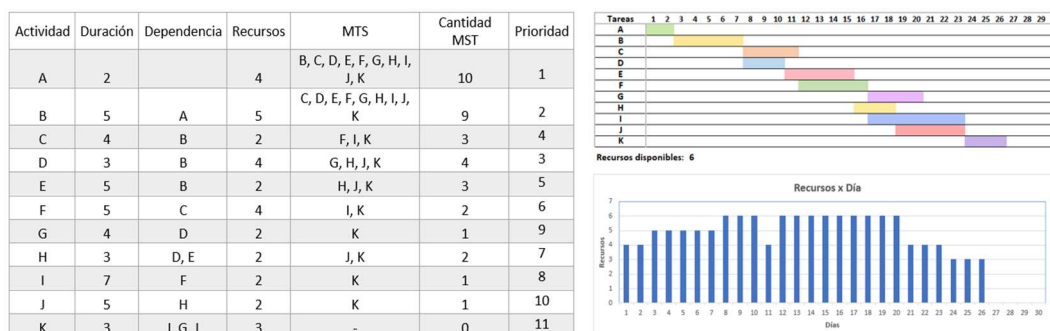 Actividad Duración Dependencia Recursos MTS Cantidad MST Prioridad
A 2 4 B, C, D, E, F, G, H, I, J, K 10 1
B 5 A 5 C, D, E, F, G, H, I, J, K 9 2
C 4 B 2 F, I, K 3 4
D 3 B 4 G, H, J, K 4 3
E 5 B 2 H, J, K 3 5
F 5 C 4 I, K 2 6
G 4 D 2 K 1 9
H 3 D, E 2 J, K 2 7
I 7 F 2 K 1 8
J 5 H 2 K 1 10
K 3 3 - 0 11
Tareas 1 2 3 4 5 6 7 8 9 10 11 12 13 14 15 16 17 18 19 20 21 22 23 24 25 26 27 28 29
A
B
C
D
E
F
G
H
I
J
K
Recursos disponibles: 6
Recursos x Día
7
6
5
4
3
2
1
0
Recursos
1 2 3 4 5 6 7 8 9 10 11 12 13 14 15 16 17 18 19 20 21 22 23 24 25 26 27 28 29 30
Días